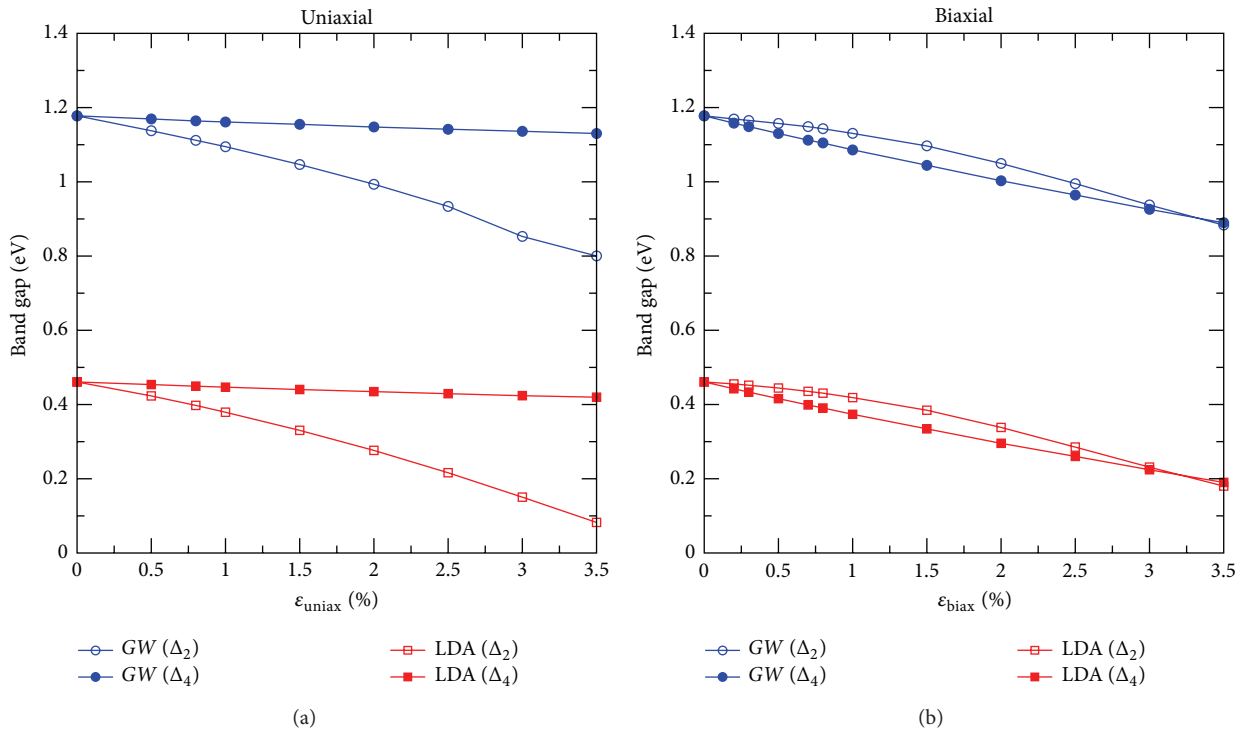 Uniaxial
1.4
1.2
1
0.8
0.6
0.4
0.2
0
Band gap (eV)
0 0.5 1 1.5 2 2.5 3 3.5
εuniax (%)
GW (Δ2)
GW (Δ4)
LDA (Δ2)
LDA (Δ4)
(a)
Biaxial
1.4
1.2
1
0.8
0.6
0.4
0.2
0
Band gap (eV)
0 0.5 1 1.5 2 2.5 3 3.5
εbiax (%)
GW (Δ2)
GW (Δ4)
LDA (Δ2)
LDA (Δ4)
(b)